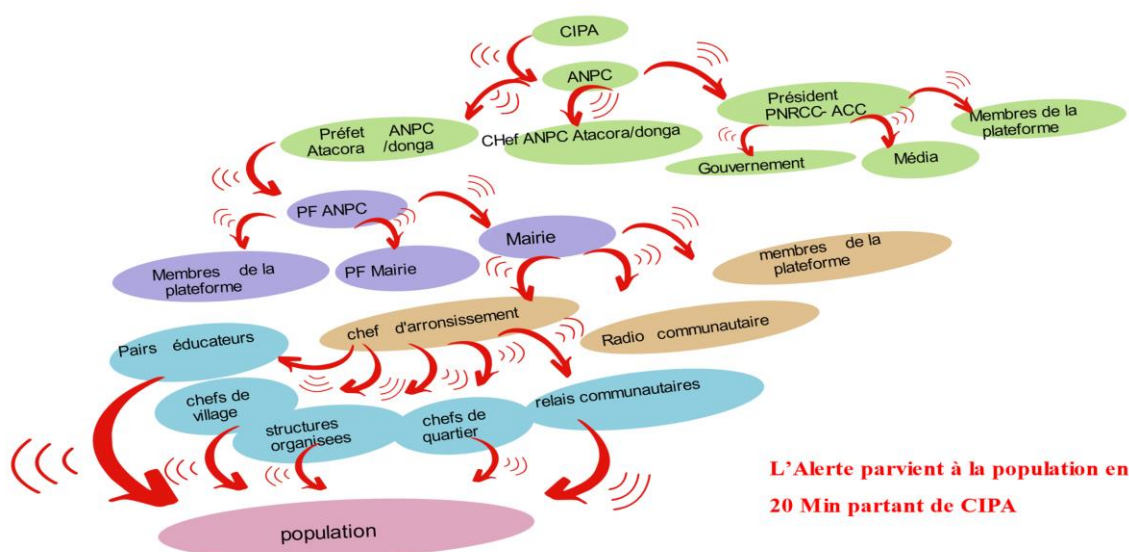 CIPA
ANPC
Président
PNRCC- ACC
Membres de la
plateforme
Préfet ANPC
Atacora /donga
CHef ANPC Atacora/donga
Gouvernement
Média
PF ANPC
Mairie
Membres de la
plateforme
PF Mairie
membres de la
plateforme
chef d'arronsissement
Radio communautaire
Pairs éducateurs
chefs de
village
structures
organisees
chefs de
quartier
relais communautaires
L'Alerte parvient à la population en
20 Min partant de CIPA
population